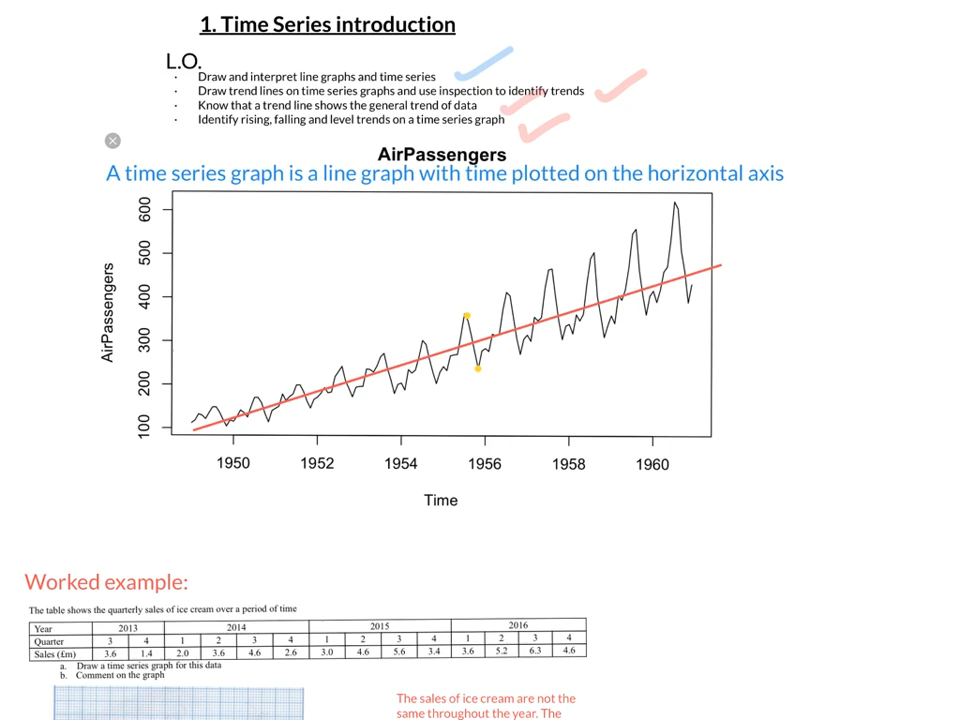 1. Time Series introduction
L.O.
· Draw and interpret line graphs and time series
· Draw trend lines on time series graphs and use inspection to identify trends
· Know that a trend line shows the general trend of data
· Identify rising, falling and level trends on a time series graph
AirPassengers
A time series graph is a line graph with time plotted on the horizontal axis
600
500
400
300
200
100
AirPassengers
1950 1952 1954 1956 1958 1960
Time
Worked example:
The table shows the quarterly sales of ice cream over a period of time
Year 2013 2014 2015 2016
Quarter 3 4 1 2 3 4 1 2 3 4 1 2 3 4
Sales (£m) 3.6 1.4 2.0 3.6 4.6 2.6 3.0 4.6 5.6 3.4 3.6 5.2 6.3 4.6
a. Draw a time series graph for this data
b. Comment on the graph
The sales of ice cream are not the
same throughout the year. The